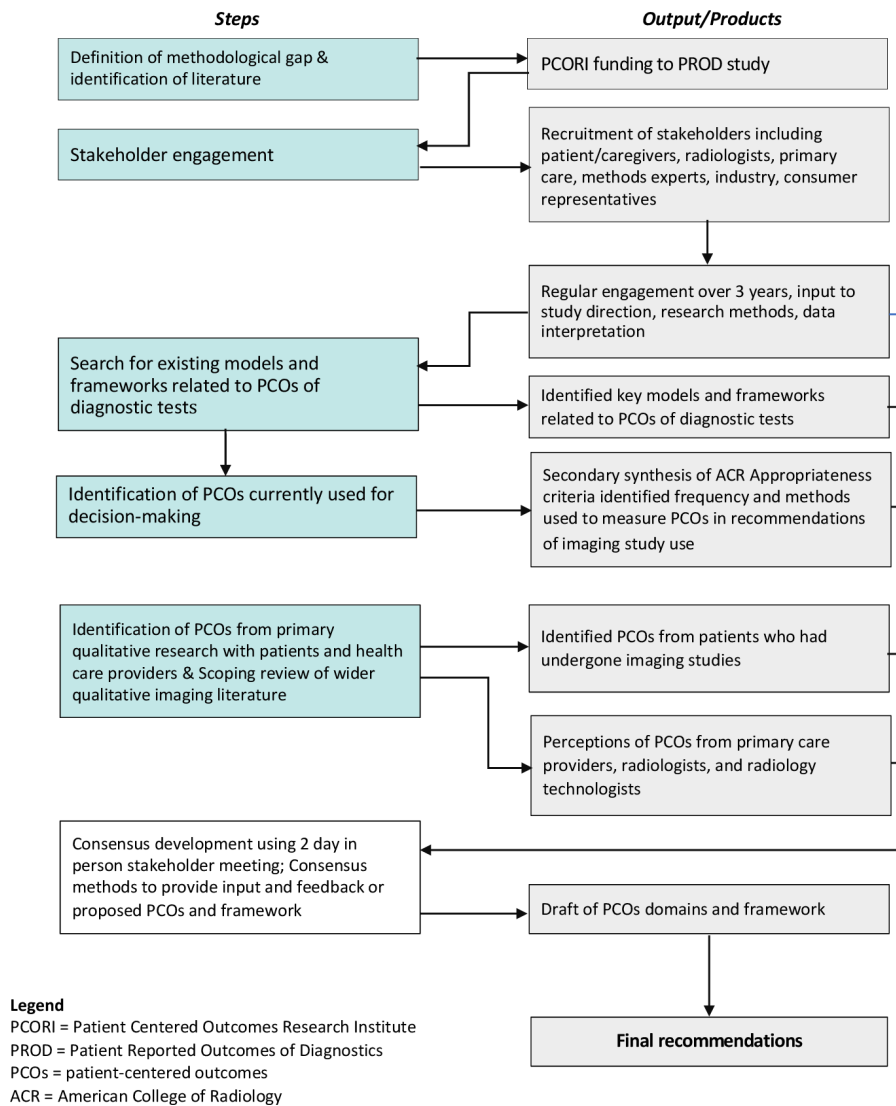 Steps
Output/Products
Definition of methodological gap &
identification of literature
PCORI funding to PROD study
Stakeholder engagement
Recruitment of stakeholders including
patient/caregivers, radiologists, primary
care, methods experts, industry, consumer
representatives
Regular engagement over 3 years, input to
study direction, research methods, data
interpretation
Search for existing models and
frameworks related to PCOs of
diagnostic tests
Identified key models and frameworks
related to PCOs of diagnostic tests
Identification of PCOs currently used for
decision-making
Secondary synthesis of ACR Appropriateness
criteria identified frequency and methods
used to measure PCOs in recommendations
of imaging study use
Identification of PCOs from primary
qualitative research with patients and health
care providers & Scoping review of wider
qualitative imaging literature
Identified PCOs from patients who had
undergone imaging studies
Perceptions of PCOs from primary care
providers, radiologists, and radiology
technologists
Consensus development using 2 day in
person stakeholder meeting; Consensus
methods to provide input and feedback or
proposed PCOs and framework
Draft of PCOs domains and framework
Final recommendations
Legend
PCORI = Patient Centered Outcomes Research Institute
PROD = Patient Reported Outcomes of Diagnostics
PCOs = patient-centered outcomes
ACR = American College of Radiology